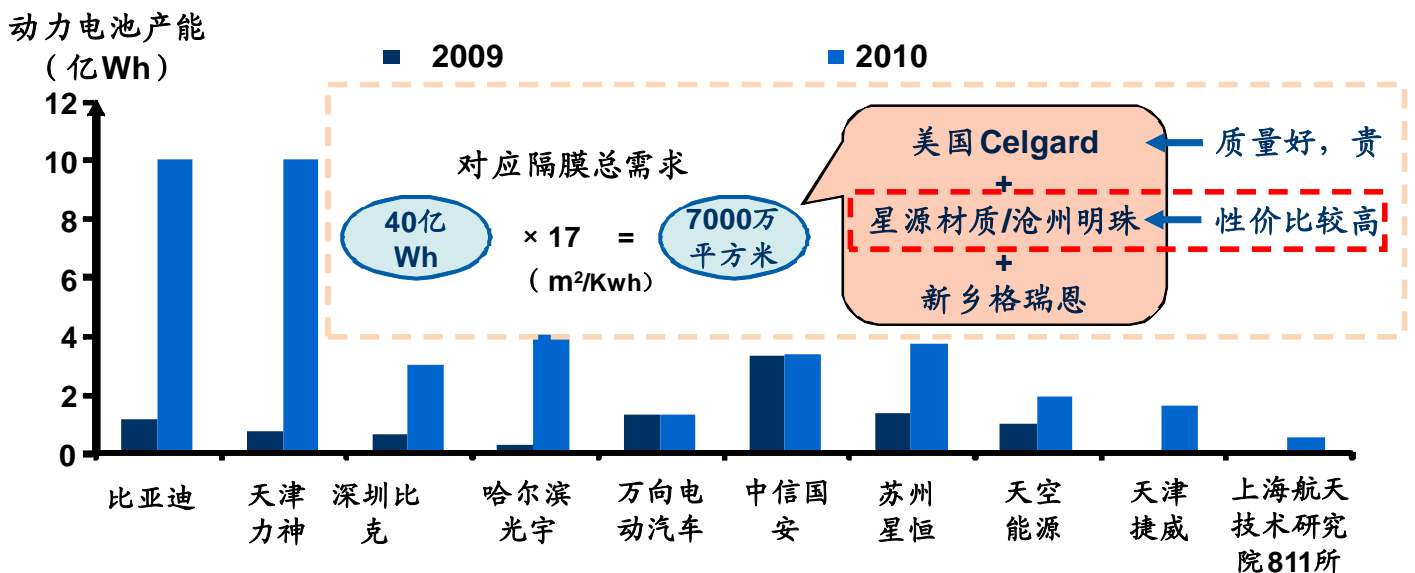 动力电池产能
（亿Wh）
2009
2010
12
10
8
6
4
2
0
对应隔膜总需求
40亿
Wh
× 17 =
（m²/Kwh）
7000万
平方米
美国Celgard
+
星源材质/沧州明珠
+
新乡格瑞恩
质量好，贵
性价比较高
比亚迪
天津
力神
深圳比
克
哈尔滨
光宇
万向电
动汽车
中信国
安
苏州
星恒
天空
能源
天津
捷威
上海航天
技术研究
院811所